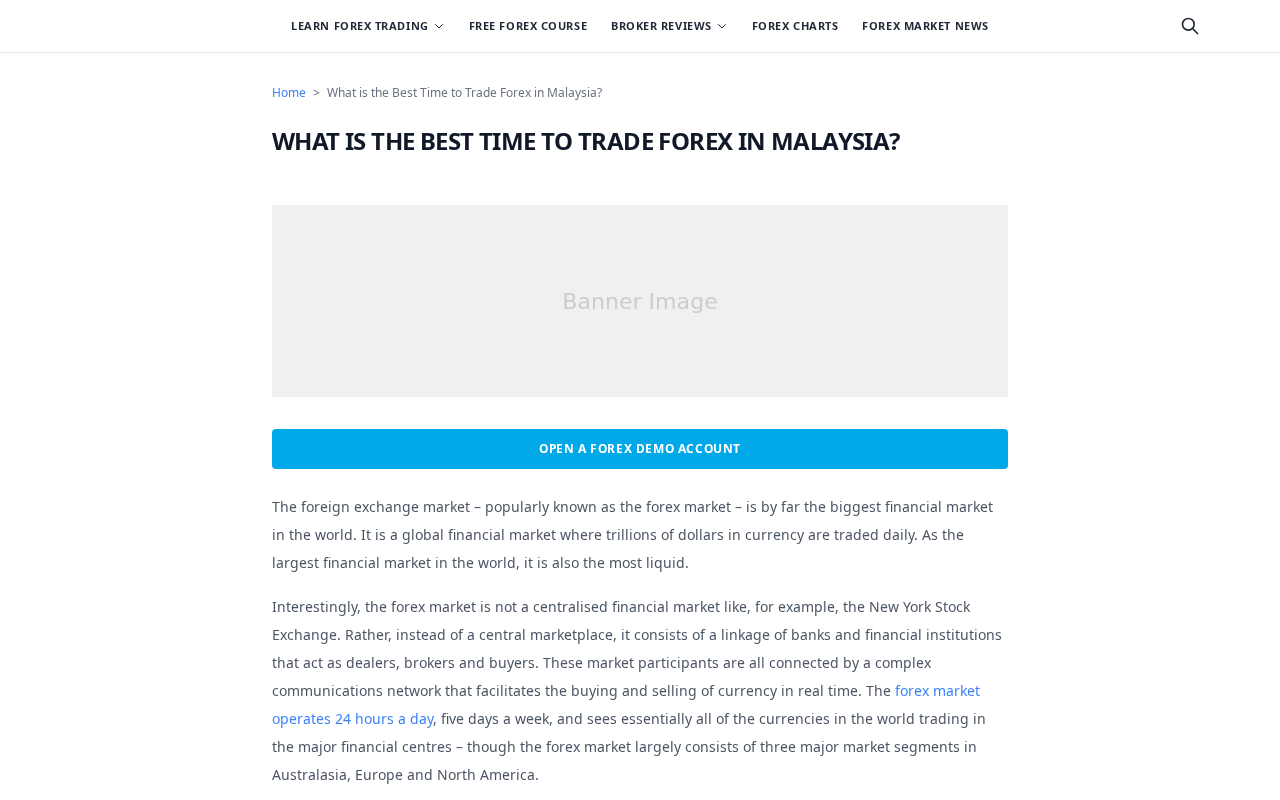 LEARN FOREX TRADING FREE FOREX COURSE BROKER REVIEWS FOREX CHARTS FOREX MARKET NEWS
Home > What is the Best Time to Trade Forex in Malaysia?
WHAT IS THE BEST TIME TO TRADE FOREX IN MALAYSIA?
Banner Image
OPEN A FOREX DEMO ACCOUNT
The foreign exchange market – popularly known as the forex market – is by far the biggest financial market
in the world. It is a global financial market where trillions of dollars in currency are traded daily. As the
largest financial market in the world, it is also the most liquid.
Interestingly, the forex market is not a centralised financial market like, for example, the New York Stock
Exchange. Rather, instead of a central marketplace, it consists of a linkage of banks and financial institutions
that act as dealers, brokers and buyers. These market participants are all connected by a complex
communications network that facilitates the buying and selling of currency in real time. The forex market
operates 24 hours a day, five days a week, and sees essentially all of the currencies in the world trading in
the major financial centres – though the forex market largely consists of three major market segments in
Australasia, Europe and North America.